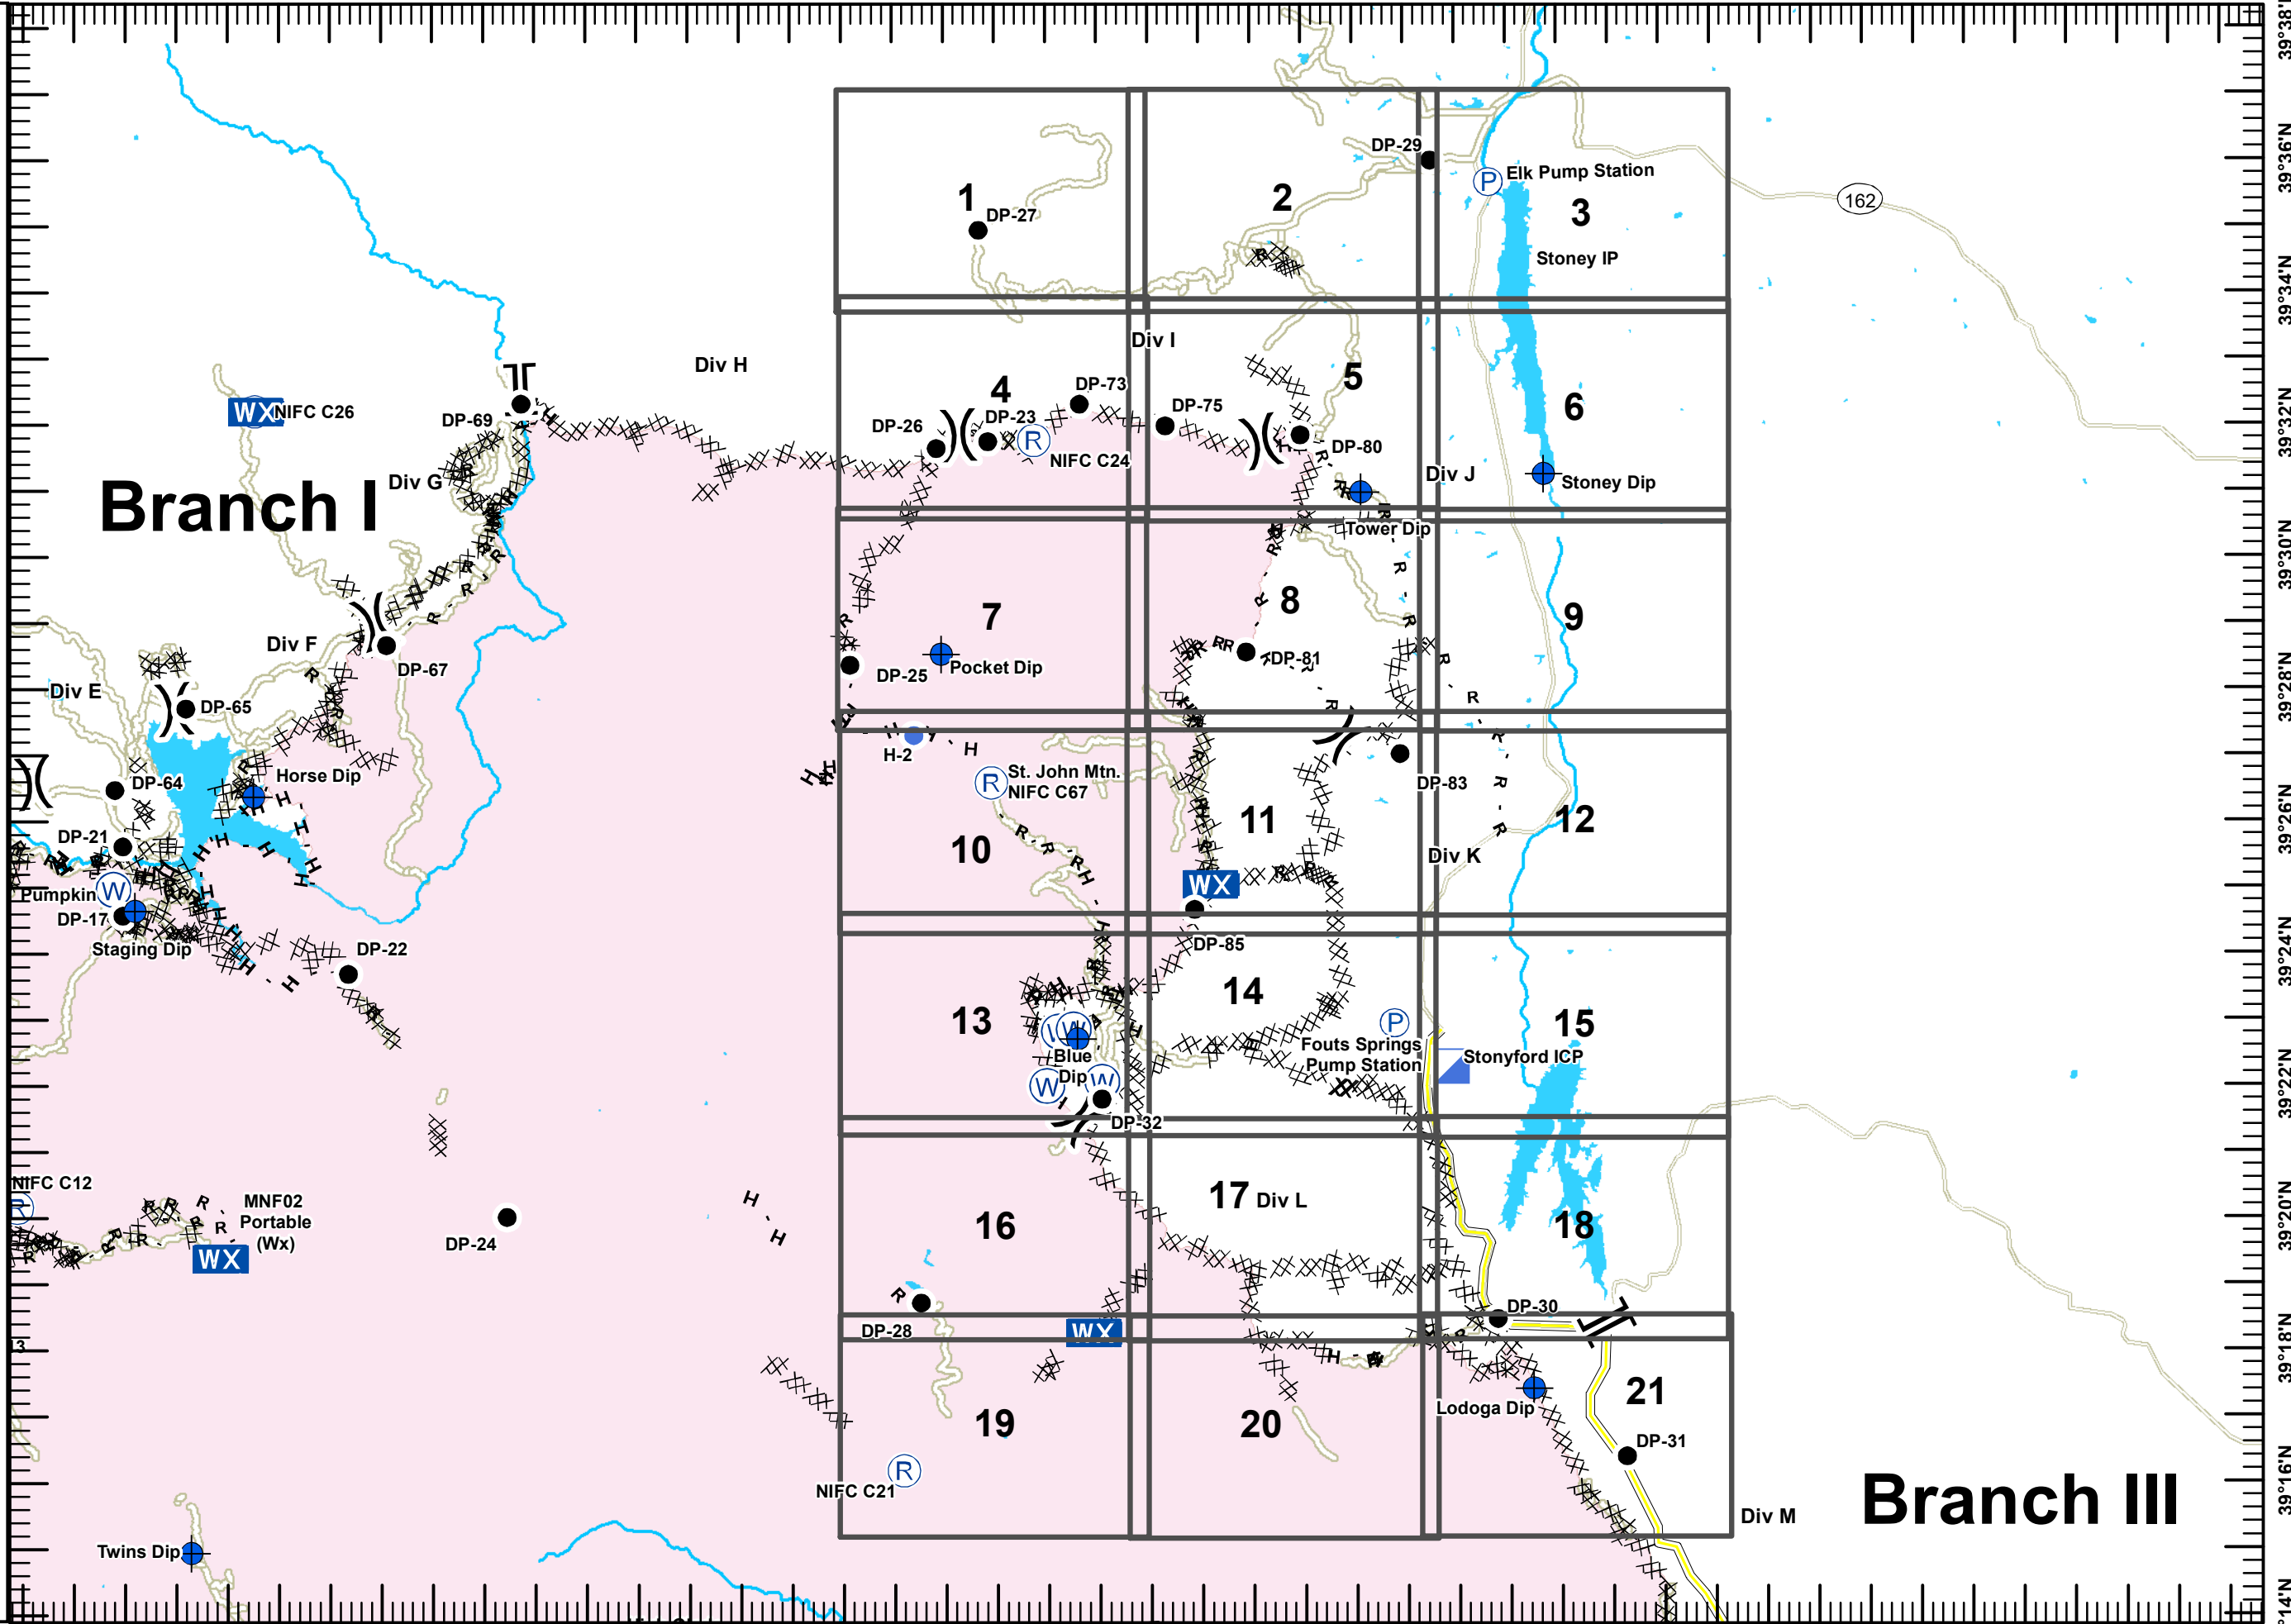 39°38'N
DP-29
39°36'N
P Elk Pump Station
162
1
2
3
DP-27
Stoney IP
39°34'N
Div I
Div H
DP-73
5
4
6
WX NIFC C26
DP-69
DP-26
DP-23
DP-75
39°32'N
R
DP-80
NIFC C24
Div G
Div J
Stoney Dip
Branch I
Tower Dip
39°30'N
7
8
9
Div F
DP-67
DP-25
Pocket Dip
DP-81
39°28'N
Div E
DP-65
H-2
Horse Dip
R St. John Mtn.
NIFC C67
DP-64
DP-83
39°26'N
11
12
DP-21
10
Div K
Pumpkin W
WX
DP-17
Staging Dip
DP-22
DP-85
39°24'N
14
13
15
P
W
Fouts Springs
Pump Station
Stonyford ICP
Blue
Dip
W
W
39°22'N
DP-32
NIFC C12
R
MNF02
Portable
(Wx)
17 Div L
39°20'N
DP-24
16
18
WX
DP-28
WX
DP-30
39°18'N
21
Lodoga Dip
19
20
DP-31
R
NIFC C21
39°16'N
Branch III
Div M
Twins Dip